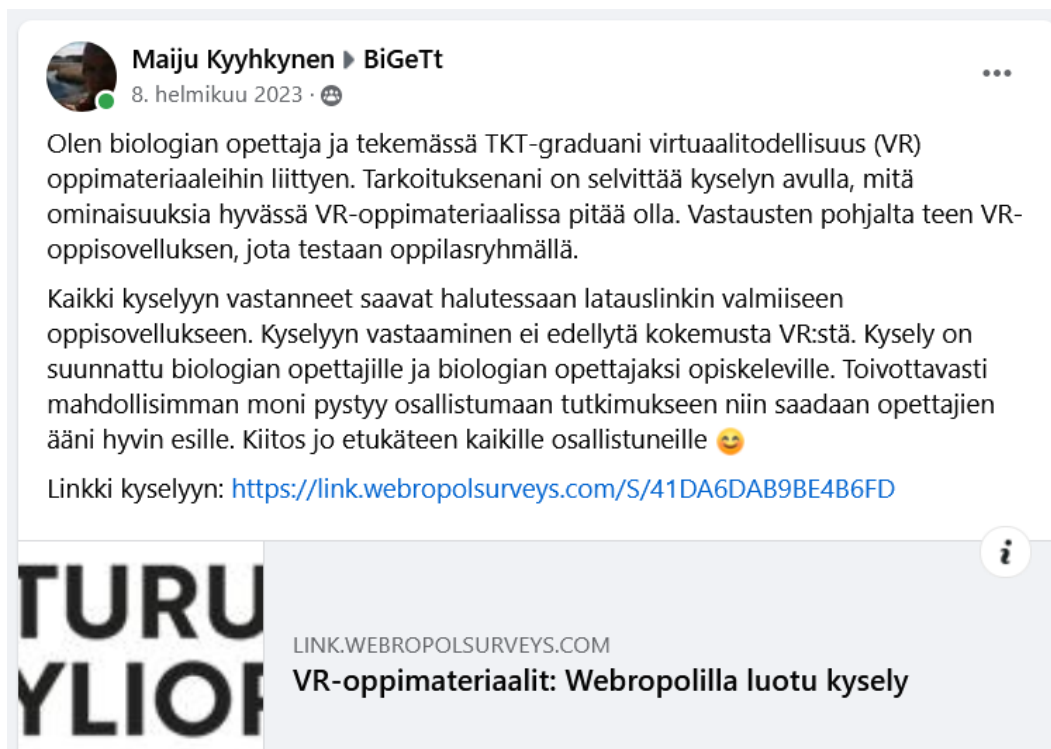 Maiju Kyyhkynen ▶ BiGeTt
8. helmikuu 2023 ·
Olen biologian opettaja ja tekemässä TKT-graduani virtuaalitodellisuus (VR)
oppimateriaaleihin liittyen. Tarkoituksenani on selvittää kyselyn avulla, mitä
ominaisuuksia hyvässä VR-oppimateriaalissa pitää olla. Vastausten pohjalta teen VR-
oppisovelluksen, jota testaan oppilasryhmällä.
Kaikki kyselyyn vastanneet saavat halutessaan latauslinkin valmiiseen
oppisovellukseen. Kyselyyn vastaaminen ei edellytä kokemusta VR:stä. Kysely on
suunnattu biologian opettajille ja biologian opettajaksi opiskeleville. Toivottavasti
mahdollisimman moni pystyy osallistumaan tutkimukseen niin saadaan opettajien
ääni hyvin esille. Kiitos jo etukäteen kaikille osallistuneille 😊
Linkki kyselyyn: https://link.webropolsurveys.com/S/41DA6DAB9BE4B6FD
TURU
YLIOP
LINK.WEBROPOLSURVEYS.COM
VR-oppimateriaalit: Webropolilla luotu kysely